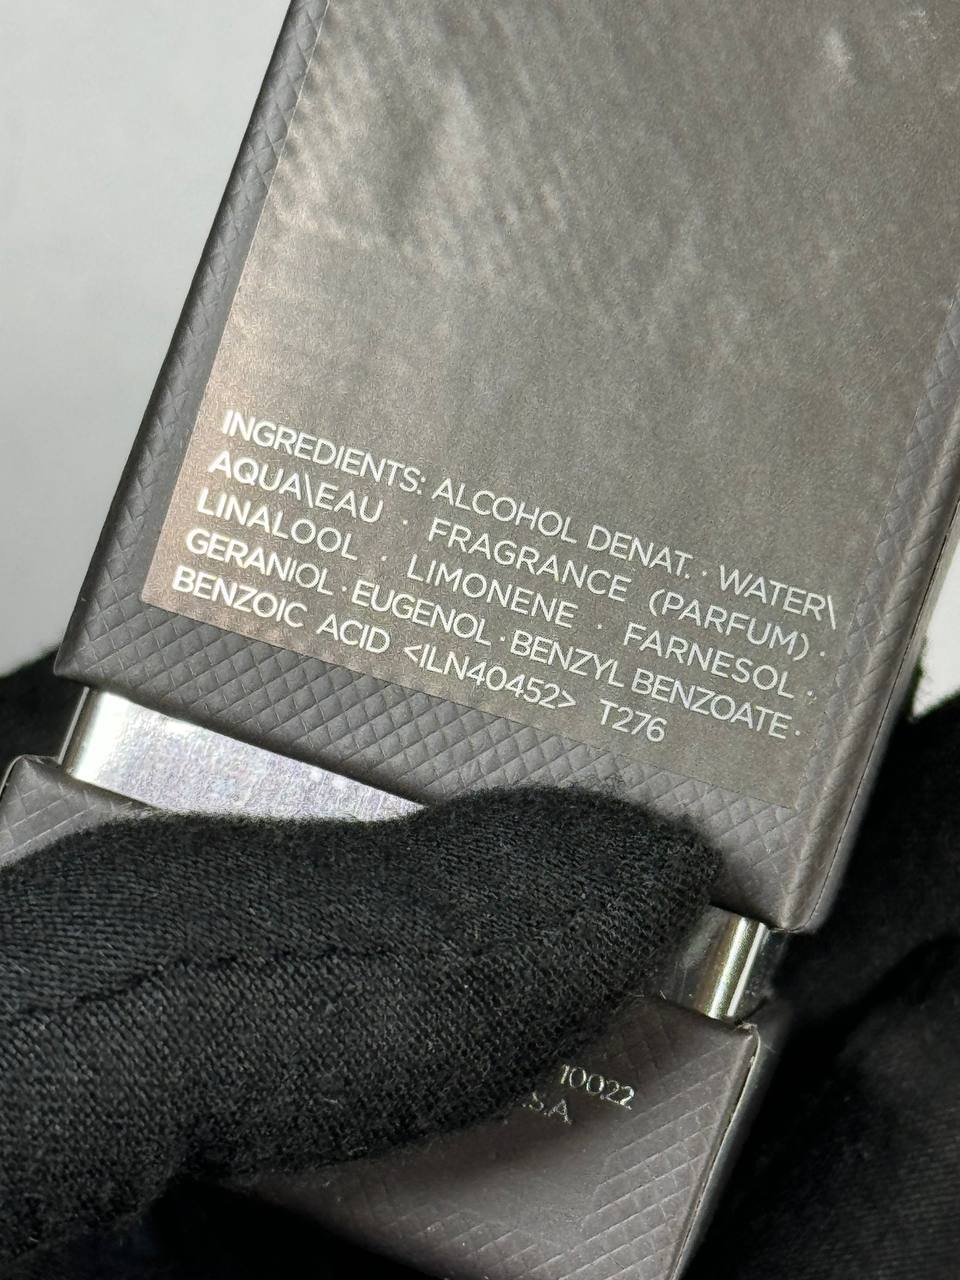 INGREDIENTS: ALCOHOL DENAT. · WATER\
AQUA\EAU · FRAGRANCE (PARFUM) ·
LINALOOL · LIMONENE · FARNESOL ·
GERANIOL · EUGENOL · BENZYL BENZOATE ·
BENZOIC ACID <ILN40452> T276
10022
.S.A.